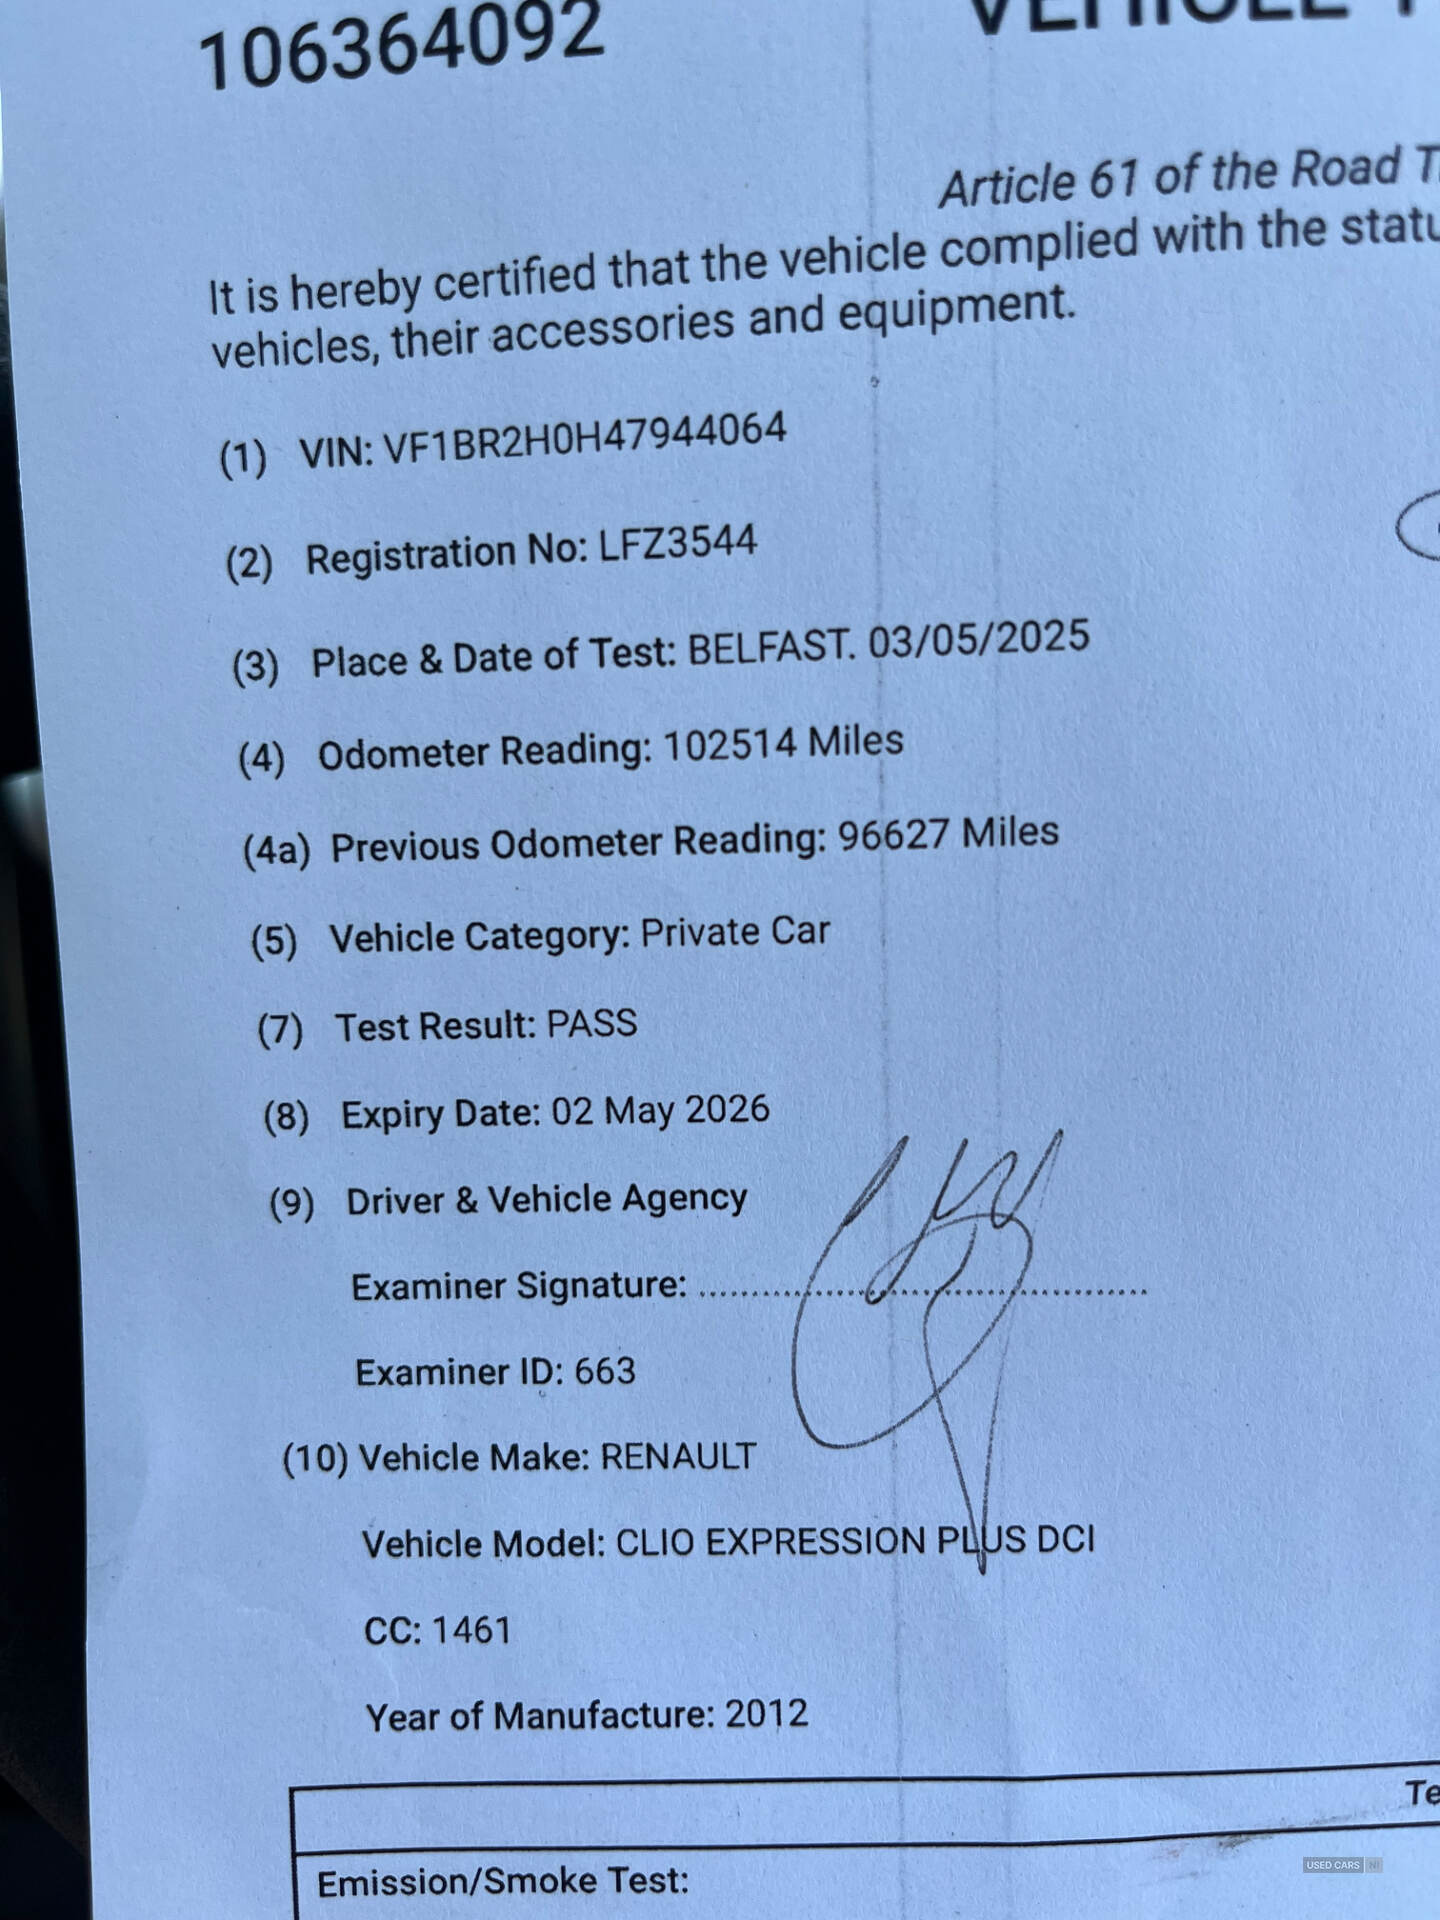 106364092
Article 61 of the Road
It is hereby certified that the vehicle complied with the
vehicles, their accessories and equipment.
(1) VIN: VF1BR2H0H47944064
(2) Registration No: LFZ3544
(3) Place & Date of Test: BELFAST. 03/05/2025
(4) Odometer Reading: 102514 Miles
(4a) Previous Odometer Reading: 96627 Miles
(5) Vehicle Category: Private Car
(7) Test Result: PASS
(8) Expiry Date: 02 May 2026
(9) Driver & Vehicle Agency
Examiner Signature:
Examiner ID: 663
(10) Vehicle Make: RENAULT
Vehicle Model: CLIO EXPRESSION PLUS DCI
CC: 1461
Year of Manufacture: 2012
Emission/Smoke Test:
USED CARS NI